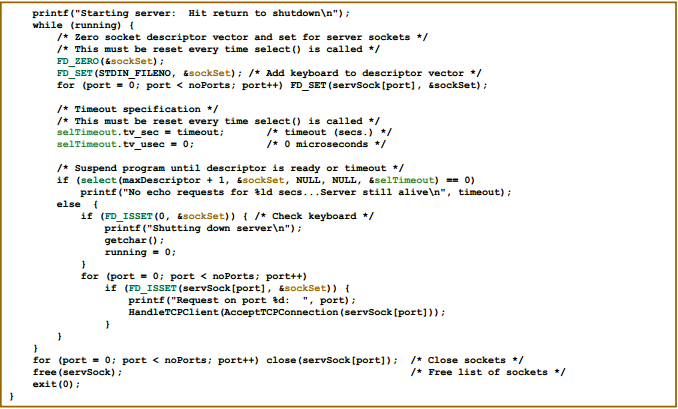 printf("Starting server:  Hit return to shutdown\n");
while (running) {
/* Zero socket descriptor vector and set for server sockets */
/* This must be reset every time select() is called */
FD_ZERO(&sockSet);
FD_SET(STDIN_FILENO, &sockSet); /* Add keyboard to descriptor vector */
for (port = 0; port < noPorts; port++) FD_SET(servSock[port], &sockSet);
/* Timeout specification */
/* This must be reset every time select() is called */
selTimeout.tv_sec = timeout;       /* timeout (secs.) */
selTimeout.tv_usec = 0;            /* 0 microseconds */
/* Suspend program until descriptor is ready or timeout */
if (select(maxDescriptor + 1, &sockSet, NULL, NULL, &selTimeout) == 0)
printf("No echo requests for %ld secs...Server still alive\n", timeout);
else  {
if (FD_ISSET(0, &sockSet)) { /* Check keyboard */
printf("Shutting down server\n");
getchar();
running = 0;
}
for (port = 0; port < noPorts; port++)
if (FD_ISSET(servSock[port], &sockSet)) {
printf("Request on port %d:  ", port);
HandleTCPClient(AcceptTCPConnection(servSock[port]));
}
}
}
for (port = 0; port < noPorts; port++) close(servSock[port]);  /* Close sockets */
free(servSock);                                                /* Free list of sockets */
exit(0);
}